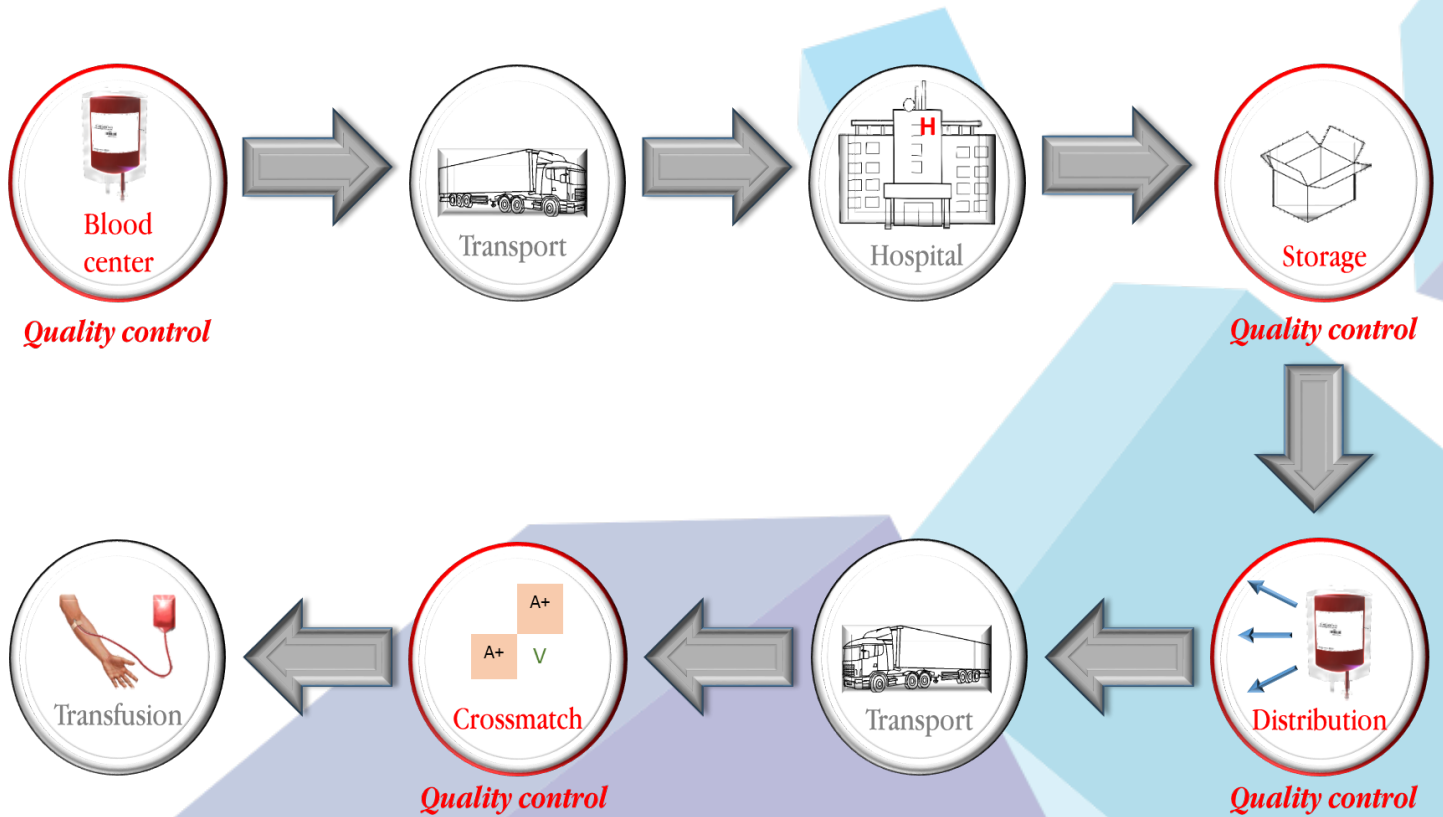 H
Blood
center
Transport
Hospital
Storage
Quality control
Quality control
A+
A+
V
Transfusion
Crossmatch
Transport
Distribution
Quality control
Quality control